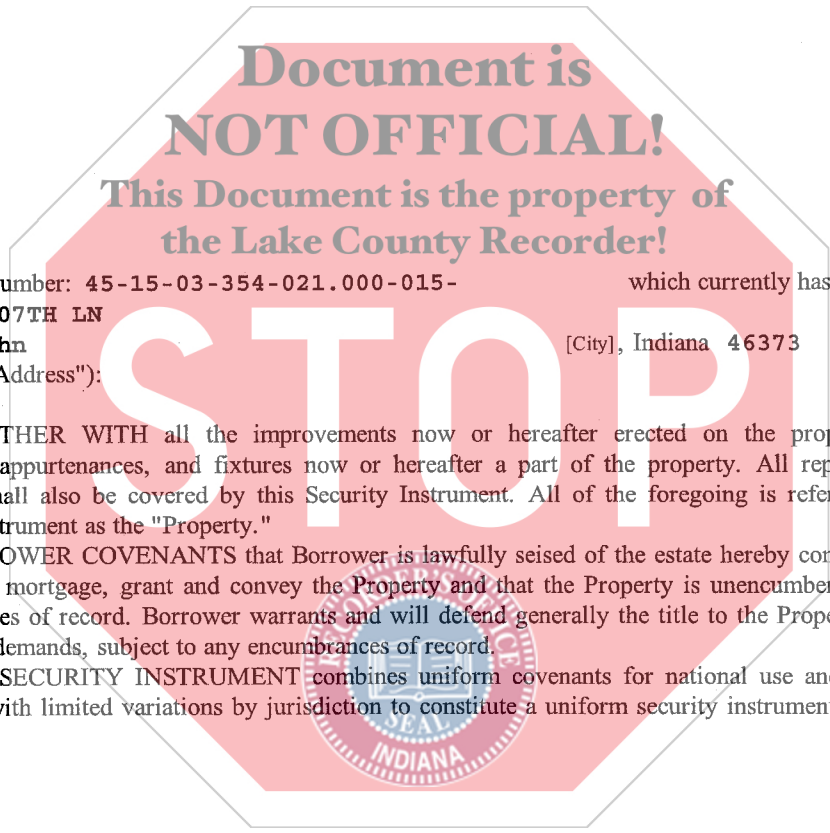 Document is
NOT OFFICIAL!
This Document is the property of
the Lake County Recorder!
umber: 45-15-03-354-021.000-015- which currently has
07TH LN
hn [City], Indiana 46373
Address"):
STOP
THER WITH all the improvements now or hereafter erected on the prop
appurtenances, and fixtures now or hereafter a part of the property. All rep
hall also be covered by this Security Instrument. All of the foregoing is refer
trument as the "Property."
OWER COVENANTS that Borrower is lawfully seised of the estate hereby con
mortgage, grant and convey the Property and that the Property is unencumber
es of record. Borrower warrants and will defend generally the title to the Prope
demands, subject to any encumbrances of record.
SECURITY INSTRUMENT combines uniform covenants for national use and
with limited variations by jurisdiction to constitute a uniform security instrument
RECORDER'S OFFICE
SEAL
INDIANA